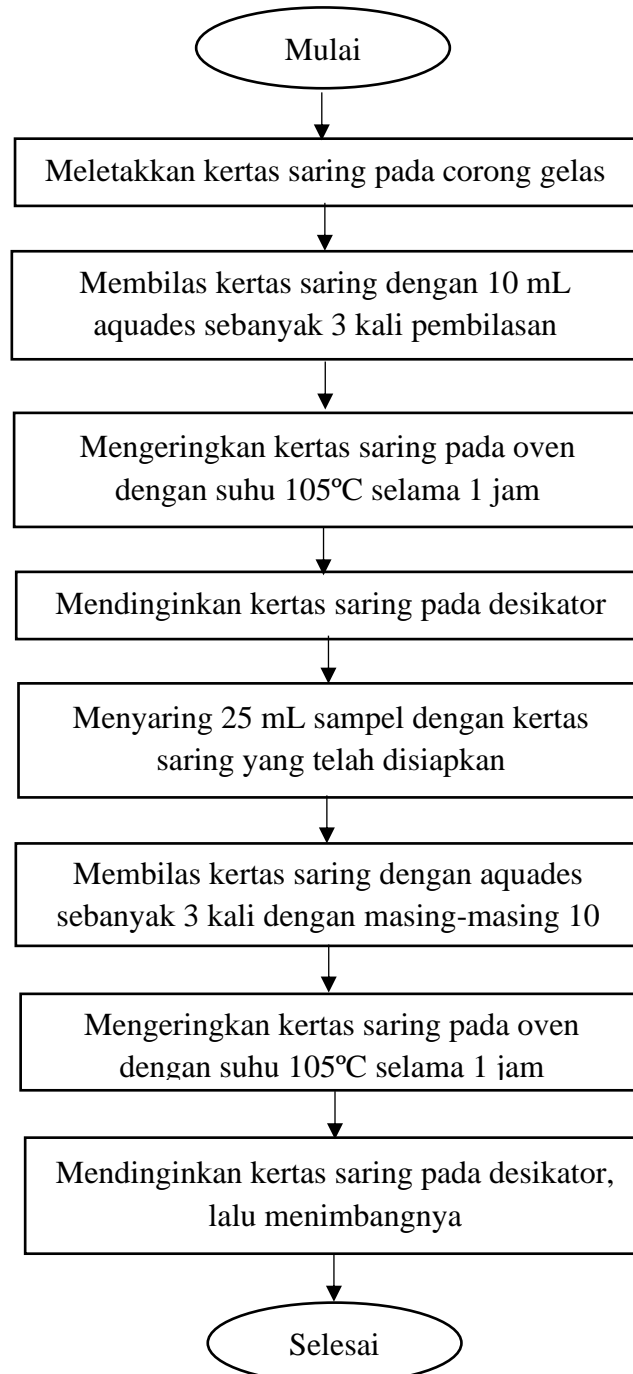 Mulai
Meletakkan kertas saring pada corong gelas
Membilas kertas saring dengan 10 mL
aquades sebanyak 3 kali pembilasan
Mengeringkan kertas saring pada oven
dengan suhu 105ºC selama 1 jam
Mendinginkan kertas saring pada desikator
Menyaring 25 mL sampel dengan kertas
saring yang telah disiapkan
Membilas kertas saring dengan aquades
sebanyak 3 kali dengan masing-masing 10
Mengeringkan kertas saring pada oven
dengan suhu 105ºC selama 1 jam
Mendinginkan kertas saring pada desikator,
lalu menimbangnya
Selesai